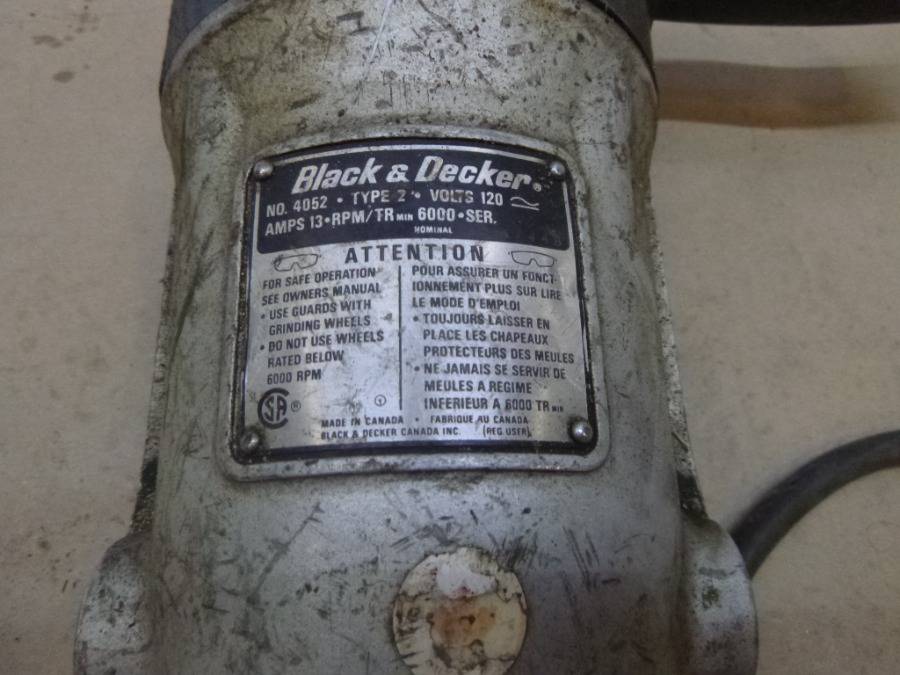 Black & Decker®
NO. 4052 • TYPE 2 • VOLTS 120 ≃
AMPS 13•RPM/TR MIN 6000•SER.
NOMINAL
ATTENTION
FOR SAFE OPERATION
SEE OWNERS MANUAL
• USE GUARDS WITH
GRINDING WHEELS
• DO NOT USE WHEELS
RATED BELOW
6000 RPM
POUR ASSURER UN FONCT-
IONNEMENT PLUS SUR LIRE
LE MODE D'EMPLOI
• TOUJOURS LAISSER EN
PLACE LES CHAPEAUX
PROTECTEURS DES MEULES
• NE JAMAIS SE SERVIR DE
MEULES A REGIME
INFERIEUR A 6000 TR MIN
CSA ®
MADE IN CANADA • FABRIQUE AU CANADA
BLACK & DECKER CANADA INC. (REG. USER)